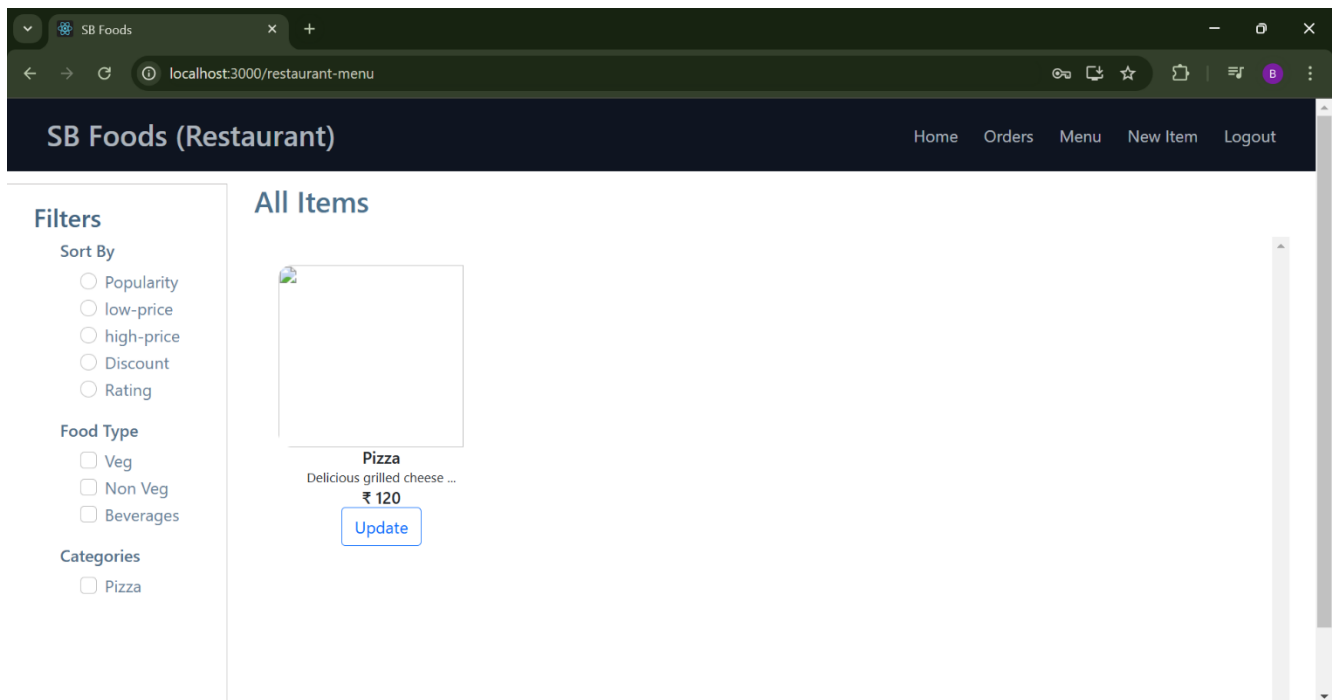 SB Foods
localhost:3000/restaurant-menu
B
SB Foods (Restaurant)
Home Orders Menu New Item Logout
Filters
Sort By
Popularity
low-price
high-price
Discount
Rating
Food Type
Veg
Non Veg
Beverages
Categories
Pizza
All Items
Pizza
Delicious grilled cheese ...
₹ 120
Update